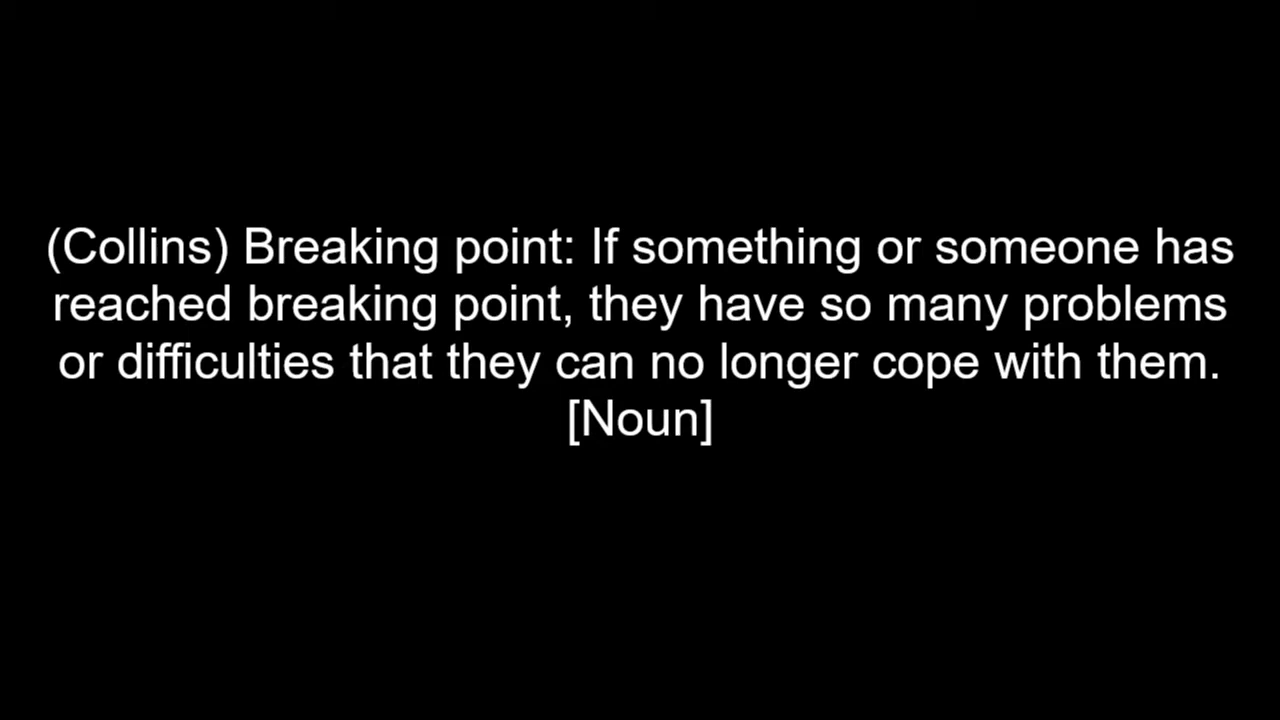 (Collins) Breaking point: If something or someone has
reached breaking point, they have so many problems
or difficulties that they can no longer cope with them.
[Noun]